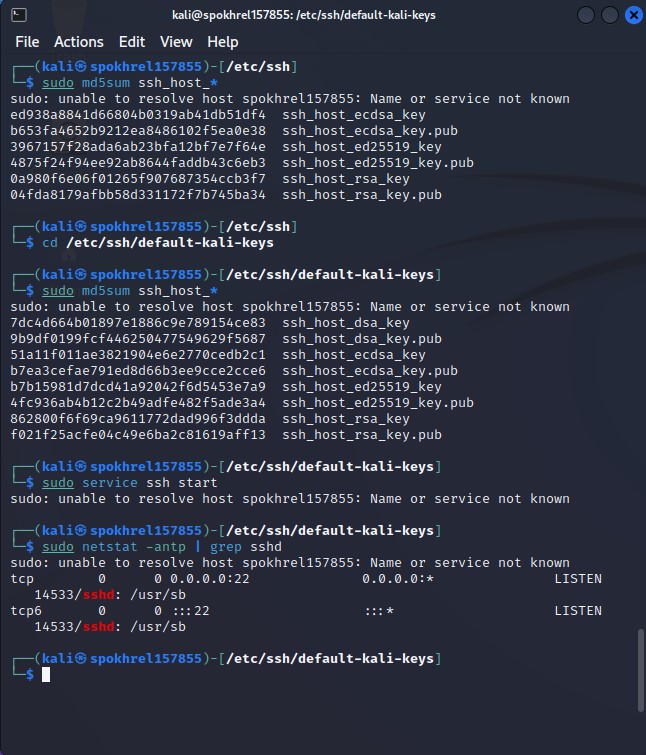 kali@spokhrel157855: /etc/ssh/default-kali-keys
File Actions Edit View Help
┌──(kali㉿spokhrel157855)-[/etc/ssh]
└─$ sudo md5sum ssh_host_*
sudo: unable to resolve host spokhrel157855: Name or service not known
ed938a8841d66804b0319ab41db51df4  ssh_host_ecdsa_key
b653fa4652b9212ea8486102f5ea0e38  ssh_host_ecdsa_key.pub
3967157f28ada6ab23bfa12bf7e7f64e  ssh_host_ed25519_key
4875f24f94ee92ab8644faddb43c6eb3  ssh_host_ed25519_key.pub
0a980f6e06f01265f907687354ccb3f7  ssh_host_rsa_key
04fda8179afbb58d331172f7b745ba34  ssh_host_rsa_key.pub
┌──(kali㉿spokhrel157855)-[/etc/ssh]
└─$ cd /etc/ssh/default-kali-keys
┌──(kali㉿spokhrel157855)-[/etc/ssh/default-kali-keys]
└─$ sudo md5sum ssh_host_*
sudo: unable to resolve host spokhrel157855: Name or service not known
7dc4d664b01897e1886c9e789154ce83  ssh_host_dsa_key
9b9df0199fcf446250477549629f5687  ssh_host_dsa_key.pub
51a11f011ae3821904e6e2770cedb2c1  ssh_host_ecdsa_key
b7ea3cefae791ed8d66b3ee9cce2cce6  ssh_host_ecdsa_key.pub
b7b15981d7dcd41a92042f6d5453e7a9  ssh_host_ed25519_key
4fc936ab4b12c2b49adfe482f5ade3a4  ssh_host_ed25519_key.pub
862800f6f69ca9611772dad996f3ddda  ssh_host_rsa_key
f021f25acfe04c49e6ba2c81619aff13  ssh_host_rsa_key.pub
┌──(kali㉿spokhrel157855)-[/etc/ssh/default-kali-keys]
└─$ sudo service ssh start
sudo: unable to resolve host spokhrel157855: Name or service not known
┌──(kali㉿spokhrel157855)-[/etc/ssh/default-kali-keys]
└─$ sudo netstat -antp | grep sshd
sudo: unable to resolve host spokhrel157855: Name or service not known
tcp        0      0 0.0.0.0:22              0.0.0.0:*               LISTEN
   14533/sshd: /usr/sb
tcp6       0      0 :::22                   :::*                    LISTEN
   14533/sshd: /usr/sb
┌──(kali㉿spokhrel157855)-[/etc/ssh/default-kali-keys]
└─$